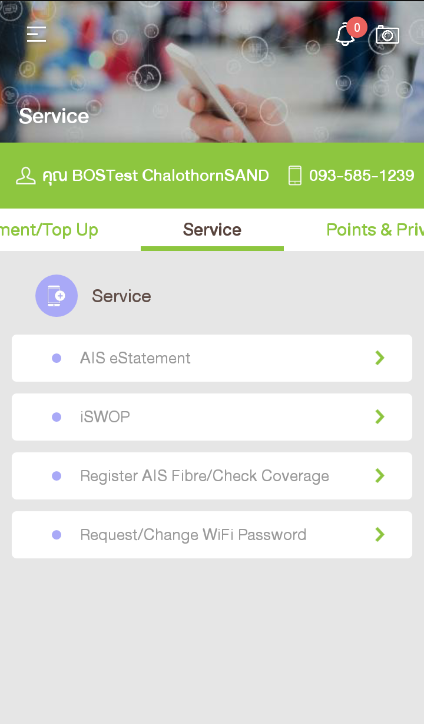 0
Service
คุณ BOSTest ChalothornSAND 093-585-1239
ment/Top Up Service Points & Priv
Service
AIS eStatement
iSWOP
Register AIS Fibre/Check Coverage
Request/Change WiFi Password